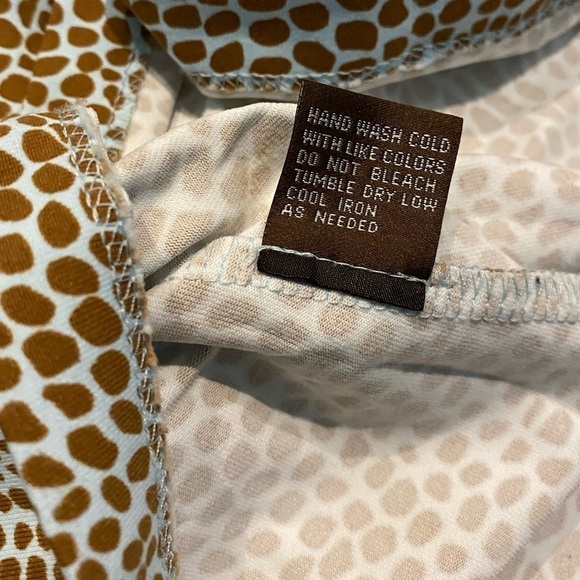 HAND WASH COLD
WITH LIKE COLORS
DO NOT BLEACH
TUMBLE DRY LOW
COOL IRON
AS NEEDED